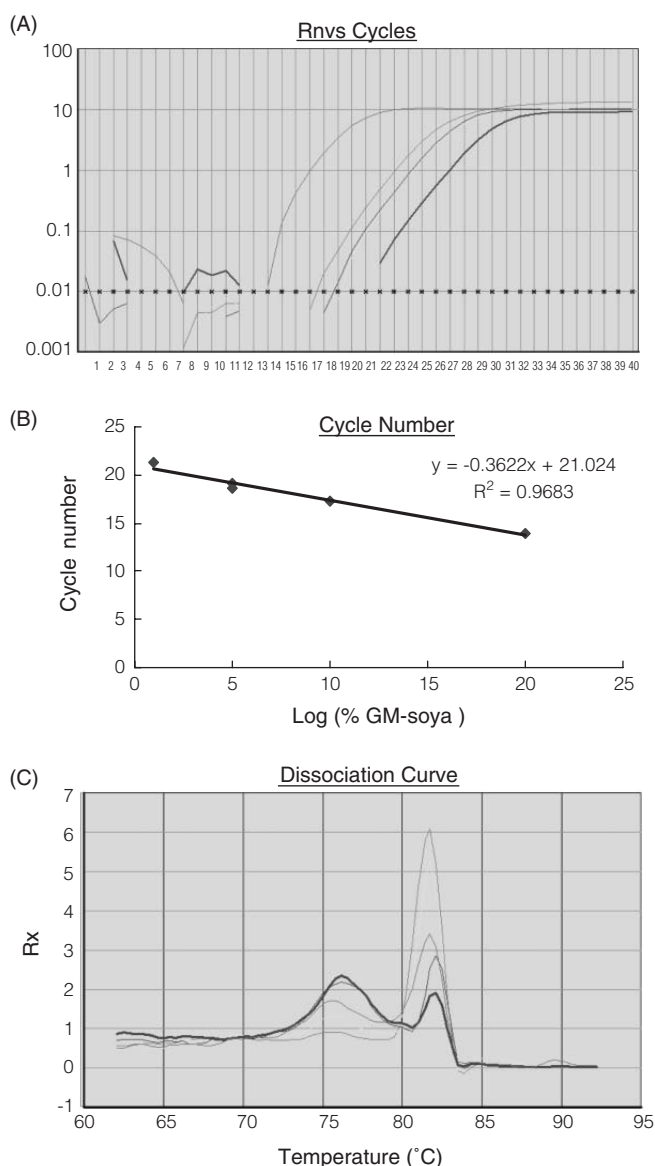 (A)
Rnvs Cycles
100
10
1
0.1
0.01
0.001
1 2 3 4 5 6 7 8 9 10 11 12 13 14 15 16 17 18 19 20 21 22 23 24 25 26 27 28 29 30 31 32 33 34 35 36 37 38 39 40
(B)
Cycle Number
25
20
15
10
5
0
y = -0.3622x + 21.024
R² = 0.9683
Cycle number
0 5 10 15 20 25
Log (% GM-soya )
(C)
Dissociation Curve
7
6
5
4
3
2
1
0
-1
Rx
60 65 70 75 80 85 90 95
Temperature (˚C)